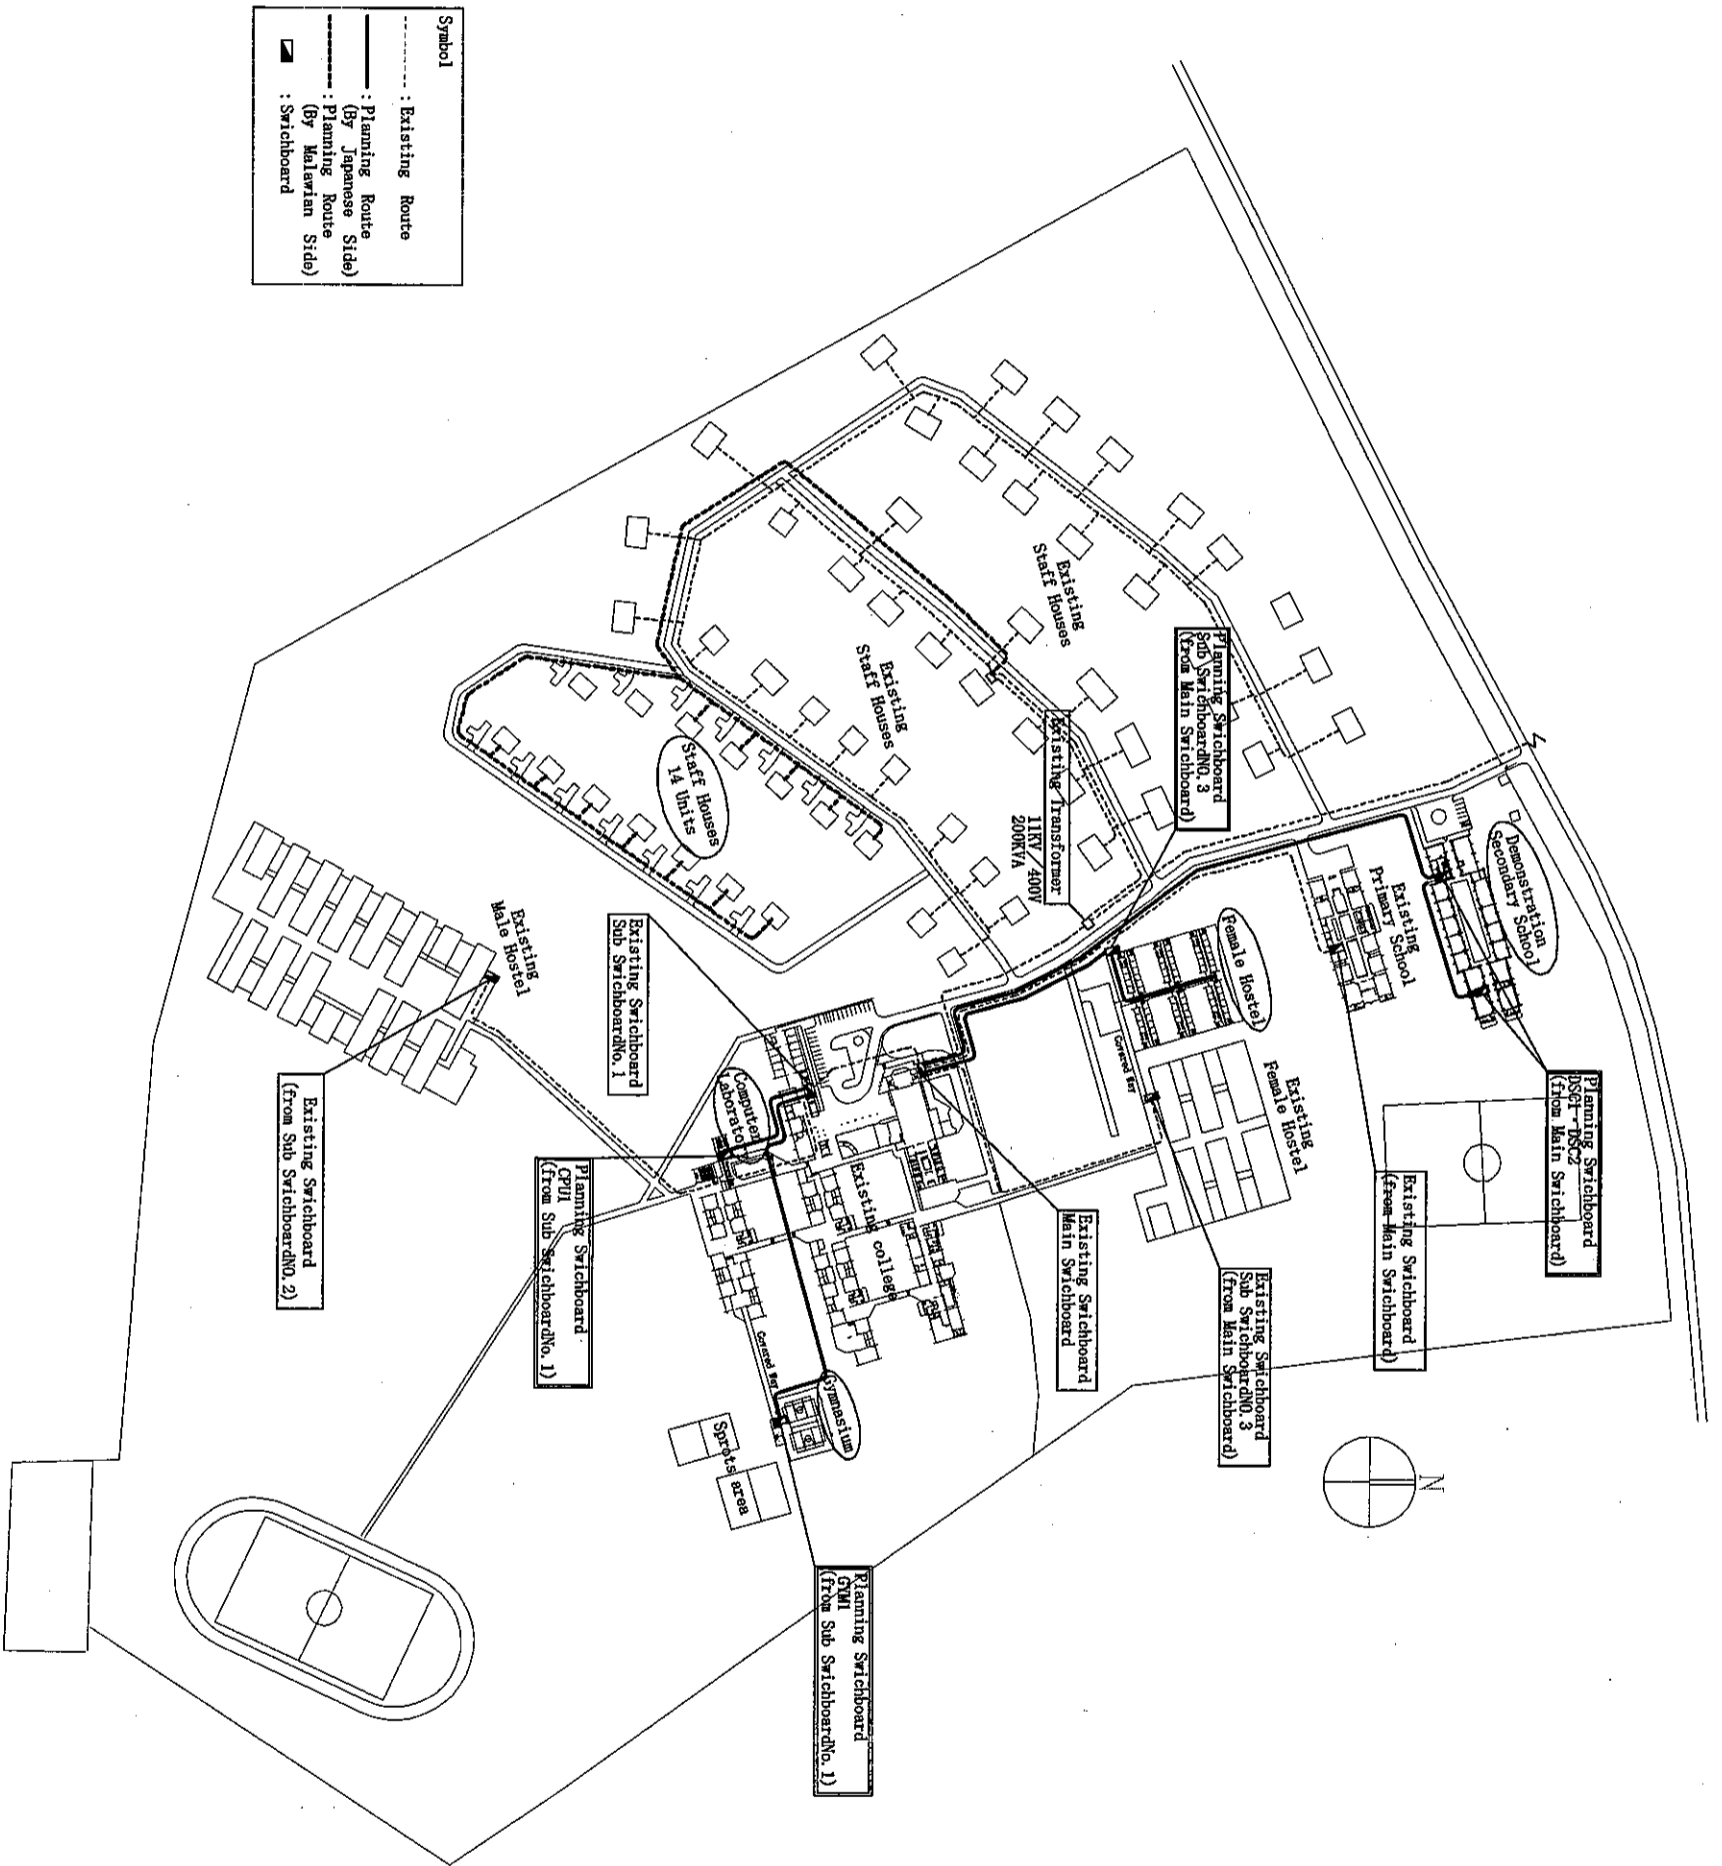 Symbol
: Existing Route
: Planning Route
(By Japanese Side)
: Planning Route
(By Malawian Side)
: Swichboard
Demonstration
Secondary School
Planning Swichboard
DSC1・DSC2
(from Main Swichboard)
Existing
Primary School
Existing Swichboard
(from Main Swichboard)
N
Planning Swichboard
Sub SwichboardNO.3
(from Main Swichboard)
Female Hostel
Existing
Female Hostel
Covered Way
Existing Swichboard
Sub SwichboardNO.3
(from Main Swichboard)
Existing Transformer
11KV/400V
200KVA
Existing
Staff Houses
Existing
Staff Houses
Existing Swichboard
Main Swichboard
Existing college
Gymnasium
Planning Swichboard
GYM1
(from Sub SwichboardNo.1)
Covered Way
Sprots area
Staff Houses
14 Units
Existing Swichboard
Sub SwichboardNo.1
Computer
Laborato
Planning Swichboard
CPU1
(from Sub SwichboardNo.1)
Existing
Male Hostel
Existing Swichboard
(from Sub SwichboardNO.2)